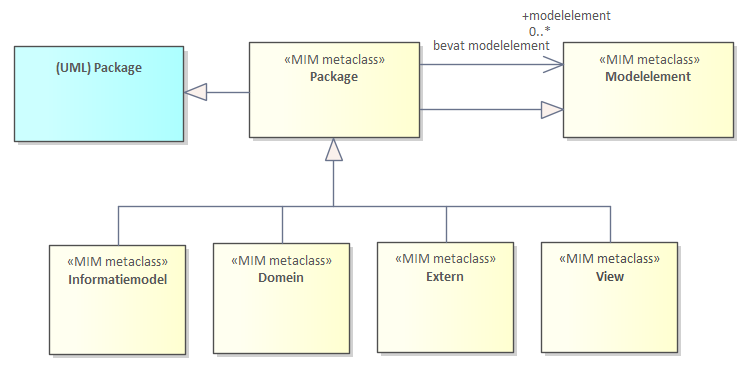 +modelelement
0..*
bevat modelelement
(UML) Package
«MIM metaclass»
Package
«MIM metaclass»
Modelelement
«MIM metaclass»
Informatiemodel
«MIM metaclass»
Domein
«MIM metaclass»
Extern
«MIM metaclass»
View